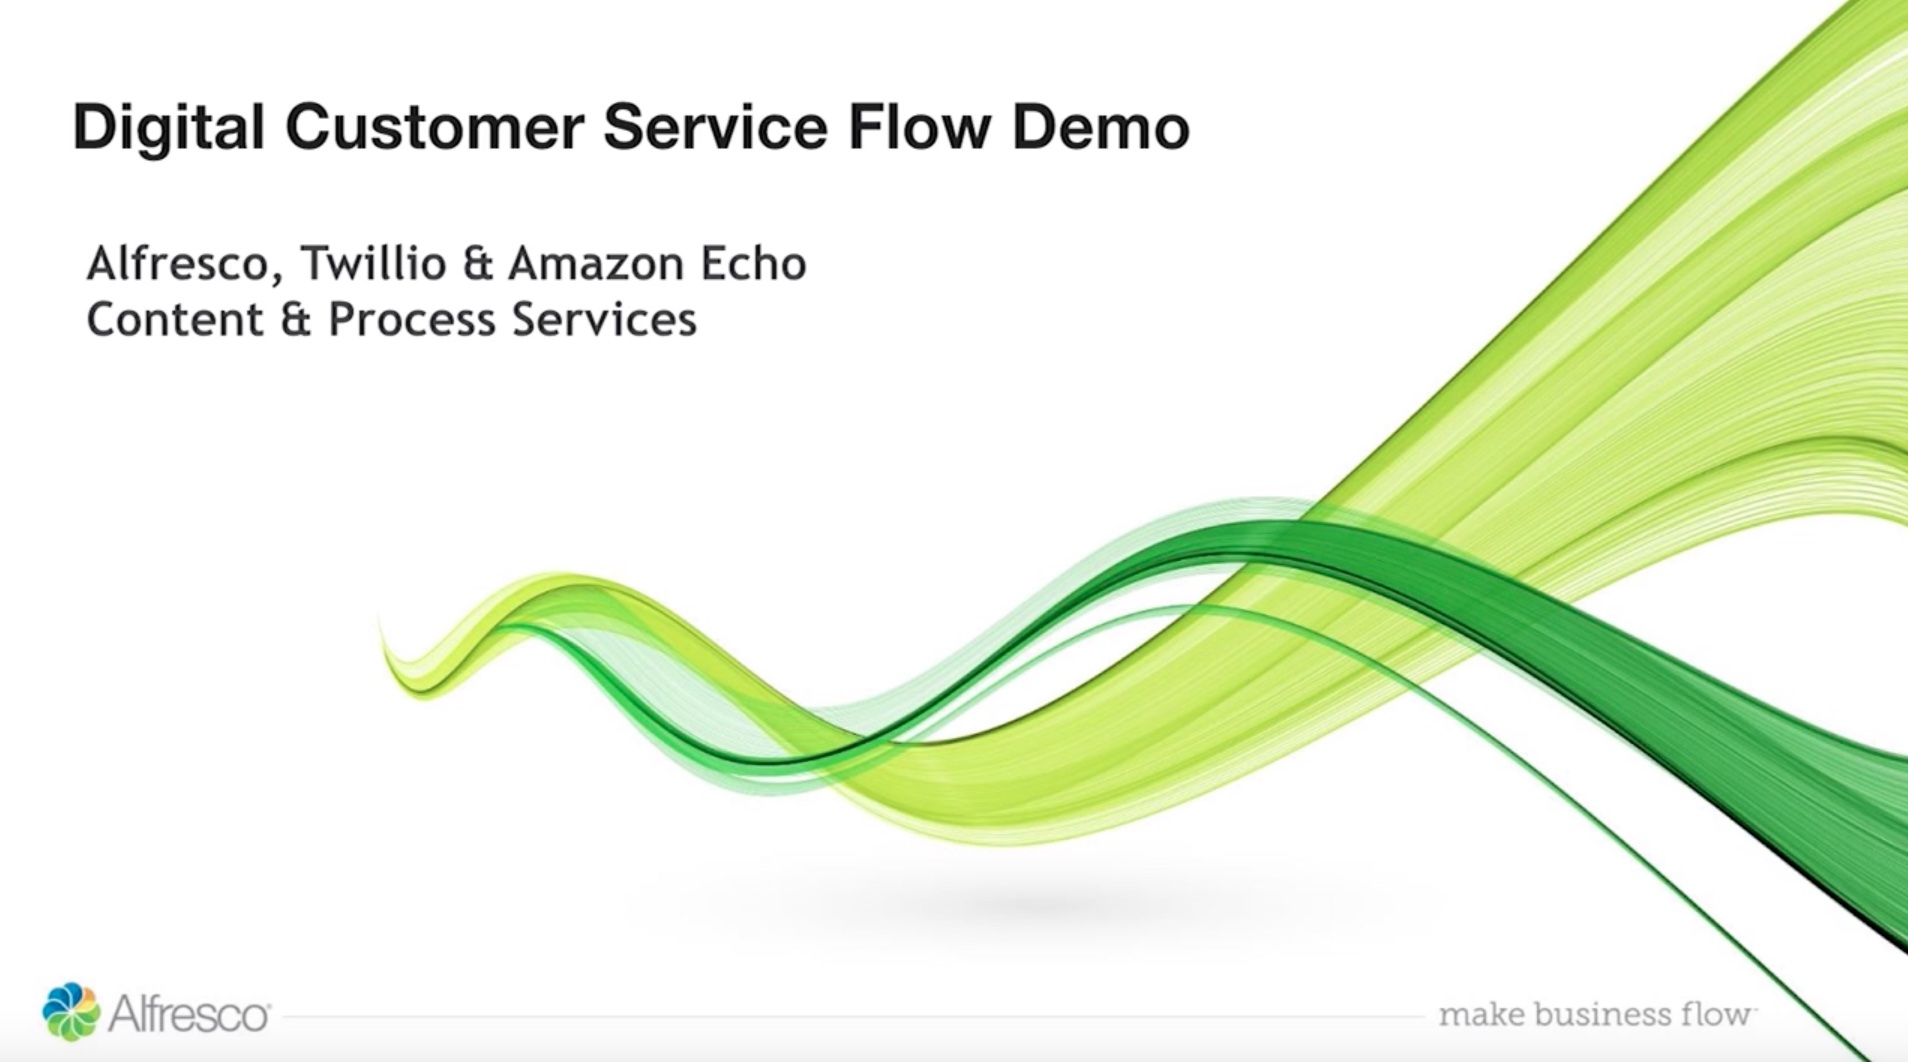 Digital Customer Service Flow Demo
Alfresco, Twillio & Amazon Echo
Content & Process Services
Alfresco
make business flow